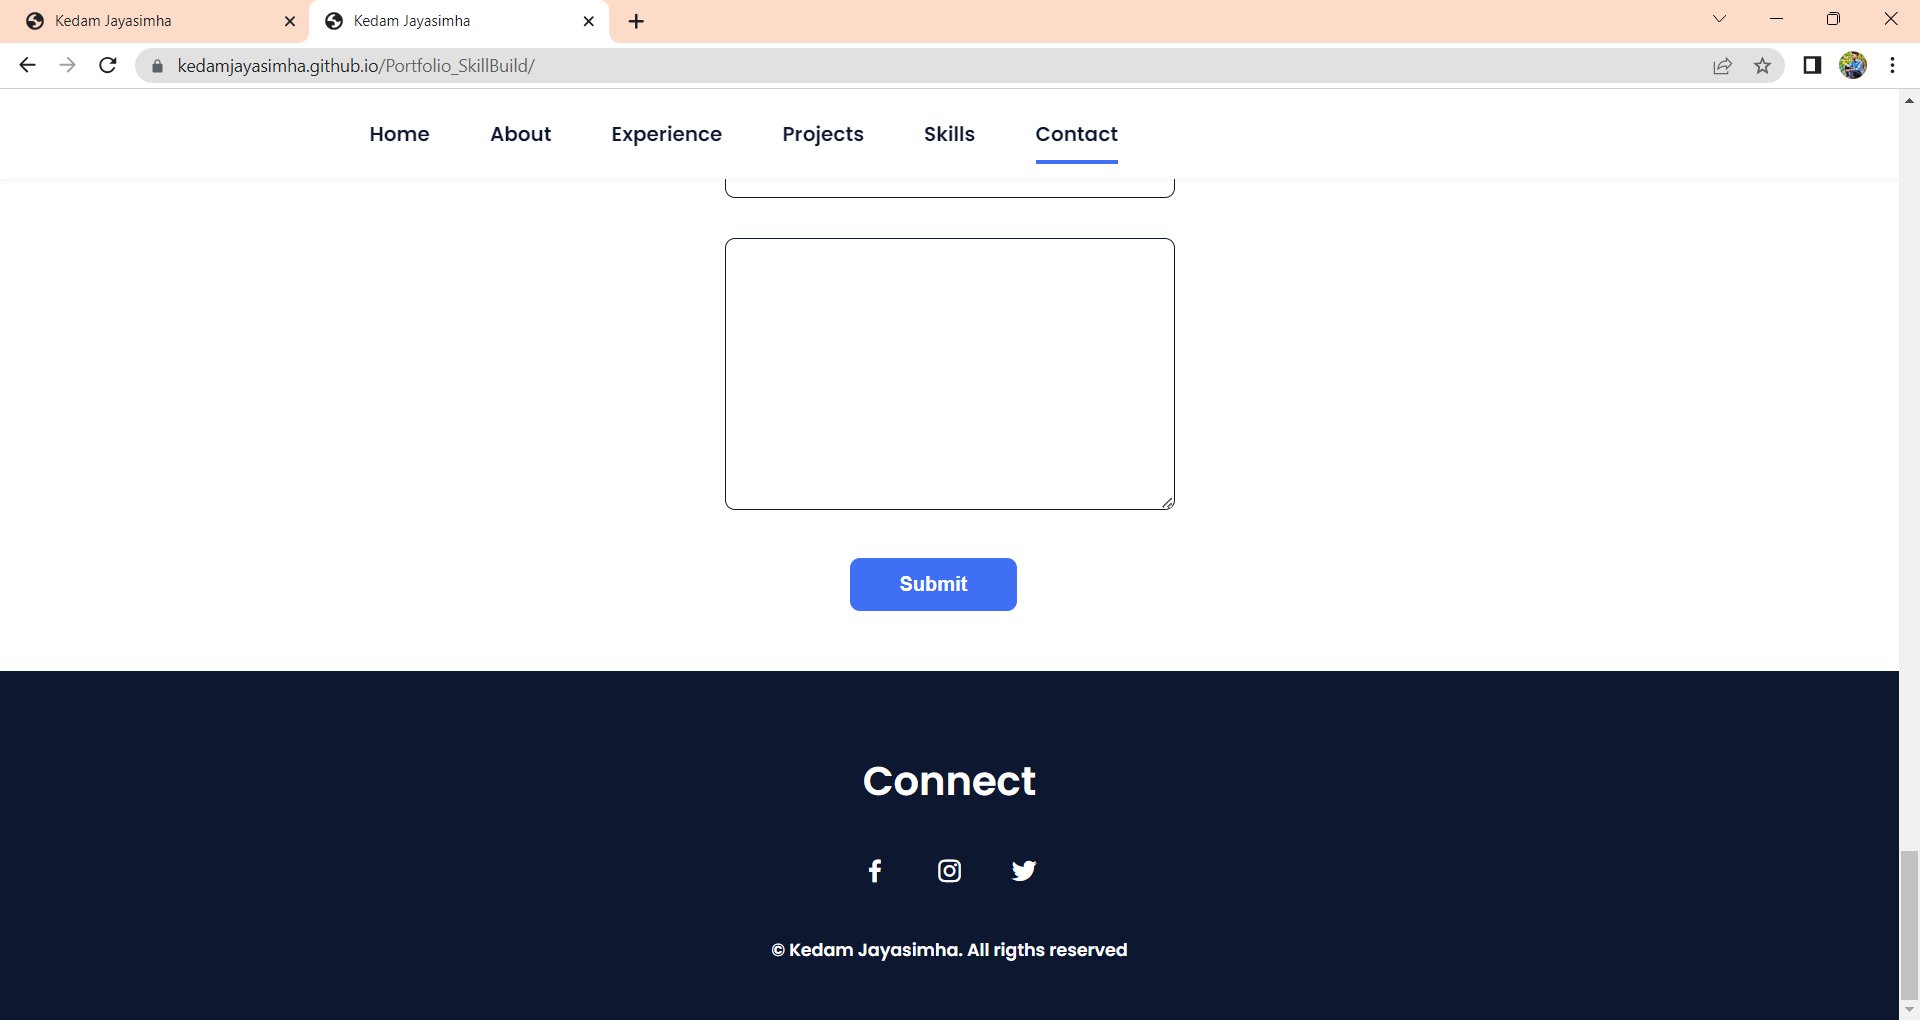 Kedam Jayasimha Kedam Jayasimha
kedamjayasimha.github.io/Portfolio_SkillBuild/
Home About Experience Projects Skills Contact
Submit
Connect
© Kedam Jayasimha. All rigths reserved